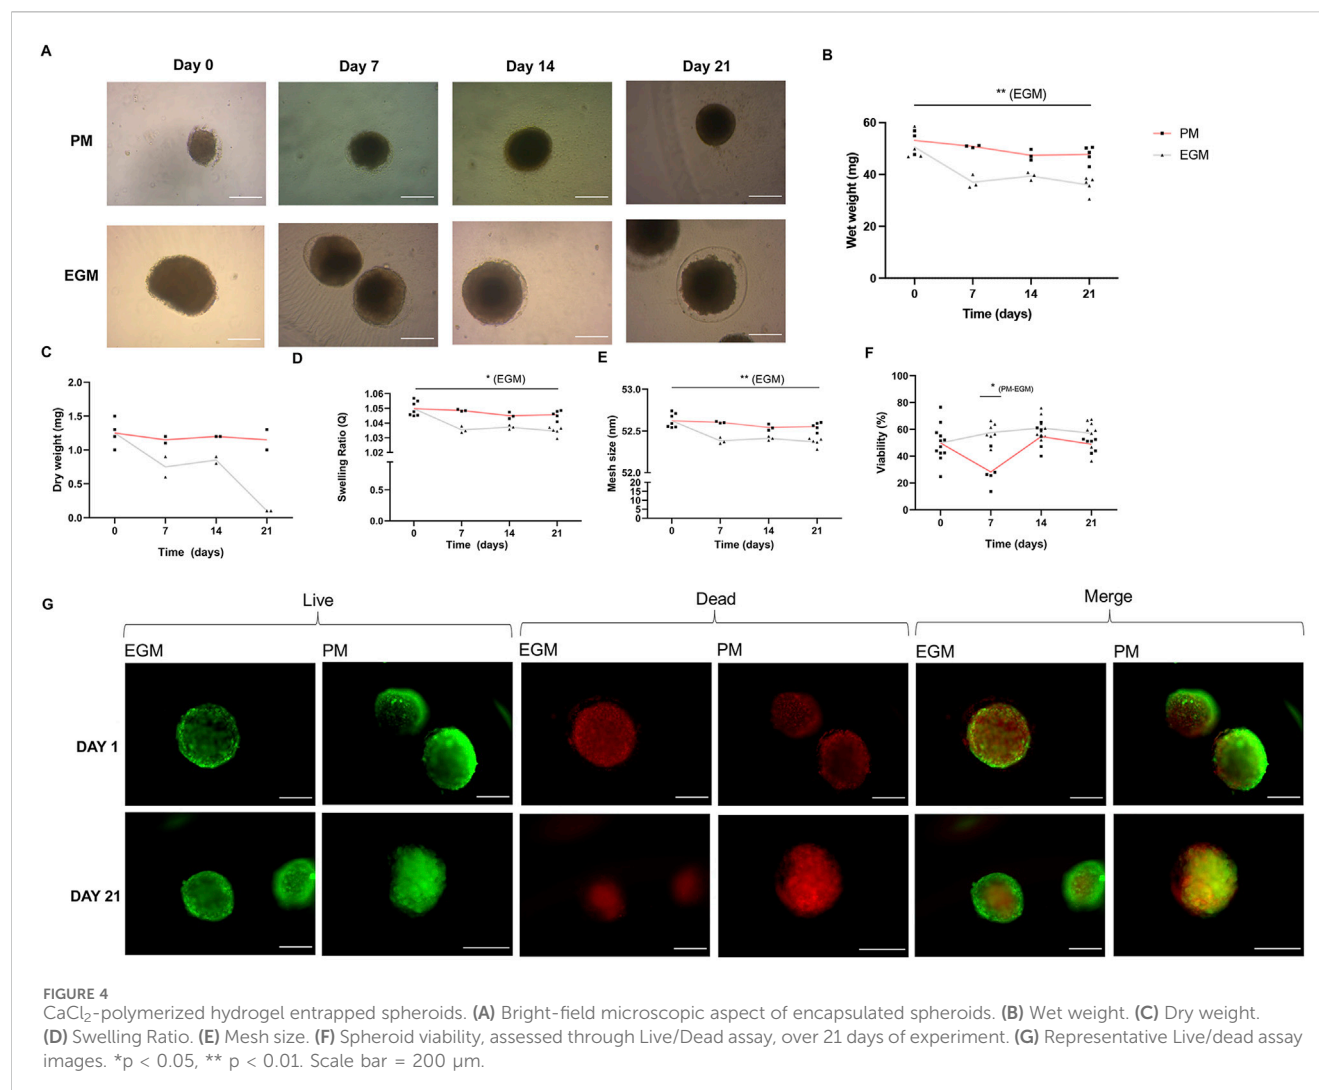 A
Day 0
Day 7
Day 14
Day 21
PM
EGM
B
** (EGM)
60
40
20
0
Wet weight (mg)
0
7
14
21
Time (days)
PM
EGM
C
2.0
1.5
1.0
0.5
0.0
Dry weight (mg)
0
7
14
21
Time (days)
D
* (EGM)
1.06
1.05
1.04
1.03
1.02
0.5
0.0
Swelling Ratio (Q)
0
7
14
21
Time (days)
E
** (EGM)
53.0
52.5
52.0
20
15
10
5
0
Mesh size (nm)
0
7
14
21
Time (days)
F
* (PM-EGM)
100
80
60
40
20
0
Viability (%)
0
7
14
21
Time (days)
G
Live
Dead
Merge
EGM
PM
EGM
PM
EGM
PM
DAY 1
DAY 21
FIGURE 4
CaCl₂-polymerized hydrogel entrapped spheroids. (A) Bright-field microscopic aspect of encapsulated spheroids. (B) Wet weight. (C) Dry weight.
(D) Swelling Ratio. (E) Mesh size. (F) Spheroid viability, assessed through Live/Dead assay, over 21 days of experiment. (G) Representative Live/dead assay
images. *p < 0.05, ** p < 0.01. Scale bar = 200 µm.